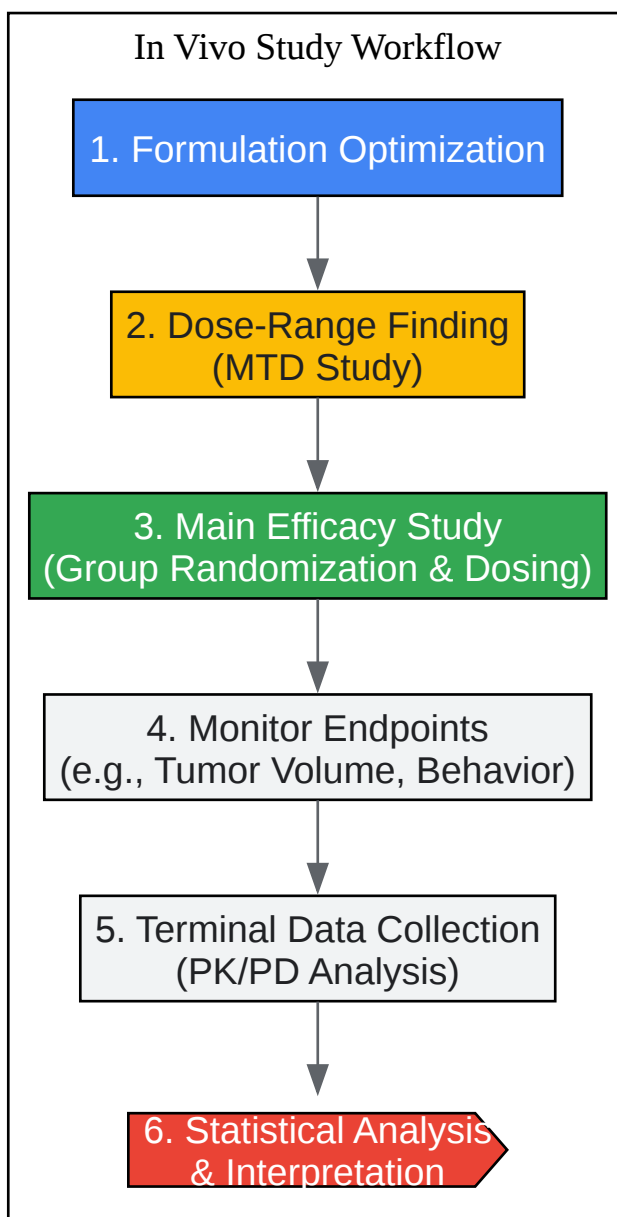 In Vivo Study Workflow
1. Formulation Optimization
2. Dose-Range Finding
(MTD Study)
3. Main Efficacy Study
(Group Randomization & Dosing)
4. Monitor Endpoints
(e.g., Tumor Volume, Behavior)
5. Terminal Data Collection
(PK/PD Analysis)
6. Statistical Analysis
& Interpretation